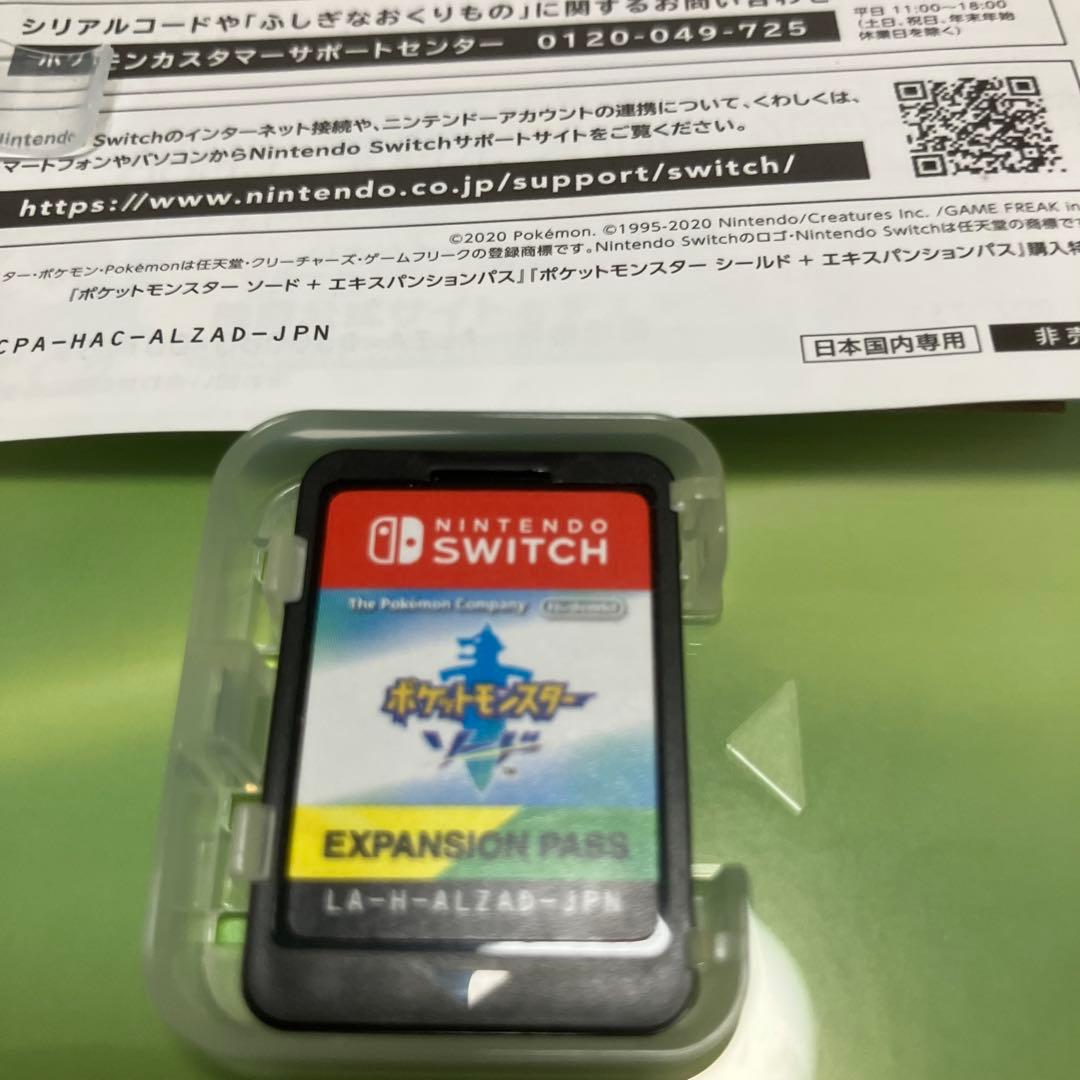 シリアルコードや「ふしぎなおくりもの」に関するお問い合わせ
ポケモンカスタマーサポートセンター 0120-049-725
平日 11:00～18:00
(土日、祝日、年末年始
休業日を除く)
Nintendo Switchのインターネット接続や、ニンテンドーアカウントの連携について、くわしくは、
マートフォンやパソコンからNintendo Switchサポートサイトをご覧ください。
https://www.nintendo.co.jp/support/switch/
©2020 Pokémon. ©1995-2020 Nintendo/Creatures Inc. /GAME FREAK in
ター・ポケモン・Pokémonは任天堂・クリーチャーズ・ゲームフリークの登録商標です。Nintendo Switchのロゴ・Nintendo Switchは任天堂の商標で
『ポケットモンスター ソード + エキスパンションパス』『ポケットモンスター シールド + エキスパンションパス』購入特
CPA-HAC-ALZAD-JPN
日本国内専用
非売
NINTENDO
SWITCH
The Pokémon Company Nintendo
ポケットモンスター
ソード
EXPANSION PASS
LA-H-ALZAD-JPN